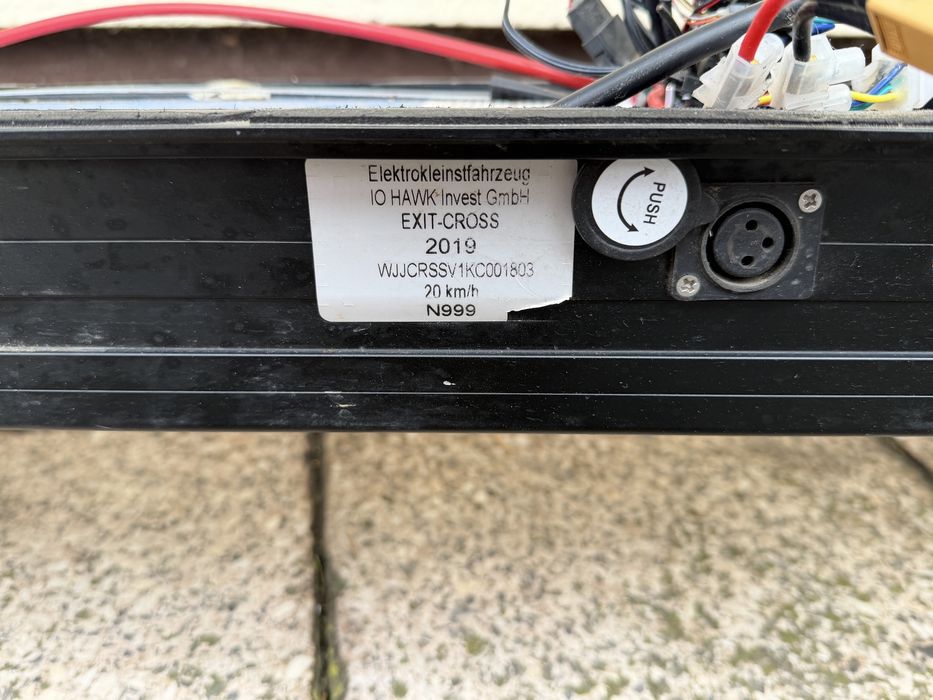 Elektrokleinstfahrzeug
IO HAWK Invest GmbH
EXIT-CROSS
2019
WJJCRSSV1KC001803
20 km/h
N999
PUSH